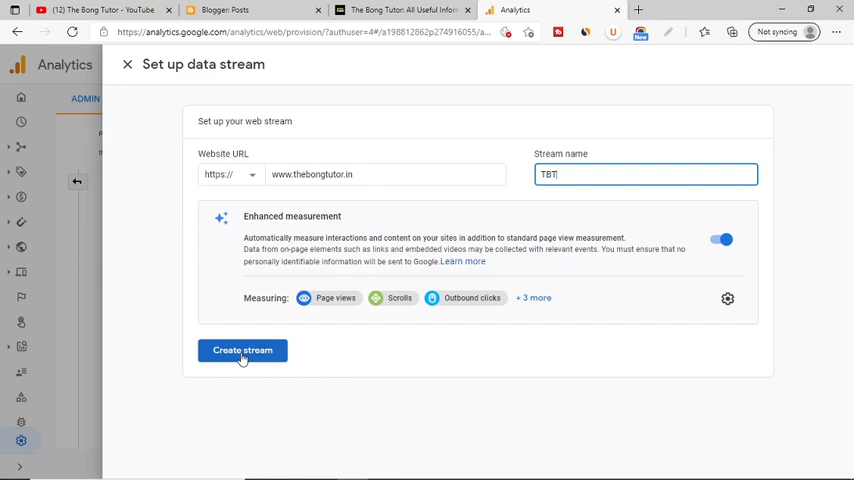 (12) The Bong Tutor - YouTube
Blogger: Posts
The Bong Tutor: All Useful Infor
Analytics
https://analytics.google.com/analytics/web/provision/?authuser=4#/a198812862p274916055/a...
New
Not syncing
Analytics
Set up data stream
ADMIN
Set up your web stream
Website URL
Stream name
https://
www.thebongtutor.in
TBT
Enhanced measurement
Automatically measure interactions and content on your sites in addition to standard page view measurement.
Data from on-page elements such as links and embedded videos may be collected with relevant events. You must ensure that no
personally identifiable information will be sent to Google. Learn more
Measuring: Page views Scrolls Outbound clicks + 3 more
Create stream